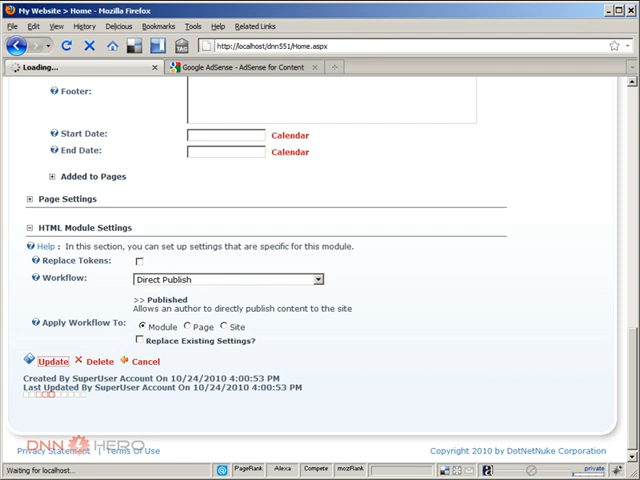 My Website > Home - Mozilla Firefox
File Edit View History Delicious Bookmarks Tools Help Related Links
TAG http://localhost/dnn551/Home.aspx
Loading... Google AdSense - AdSense for Content
Footer:
Start Date: Calendar
End Date: Calendar
Added to Pages
Page Settings
HTML Module Settings
Help : In this section, you can set up settings that are specific for this module.
Replace Tokens:
Workflow: Direct Publish
>> Published
Allows an author to directly publish content to the site
Apply Workflow To: Module Page Site
Replace Existing Settings?
Update Delete Cancel
Created By SuperUser Account On 10/24/2010 4:00:53 PM
Last Updated By SuperUser Account On 10/24/2010 4:00:53 PM
DNN HERO
Privacy Statement | Terms Of Use Copyright 2010 by DotNetNuke Corporation
Waiting for localhost... PageRank Alexa Compete mozRank private